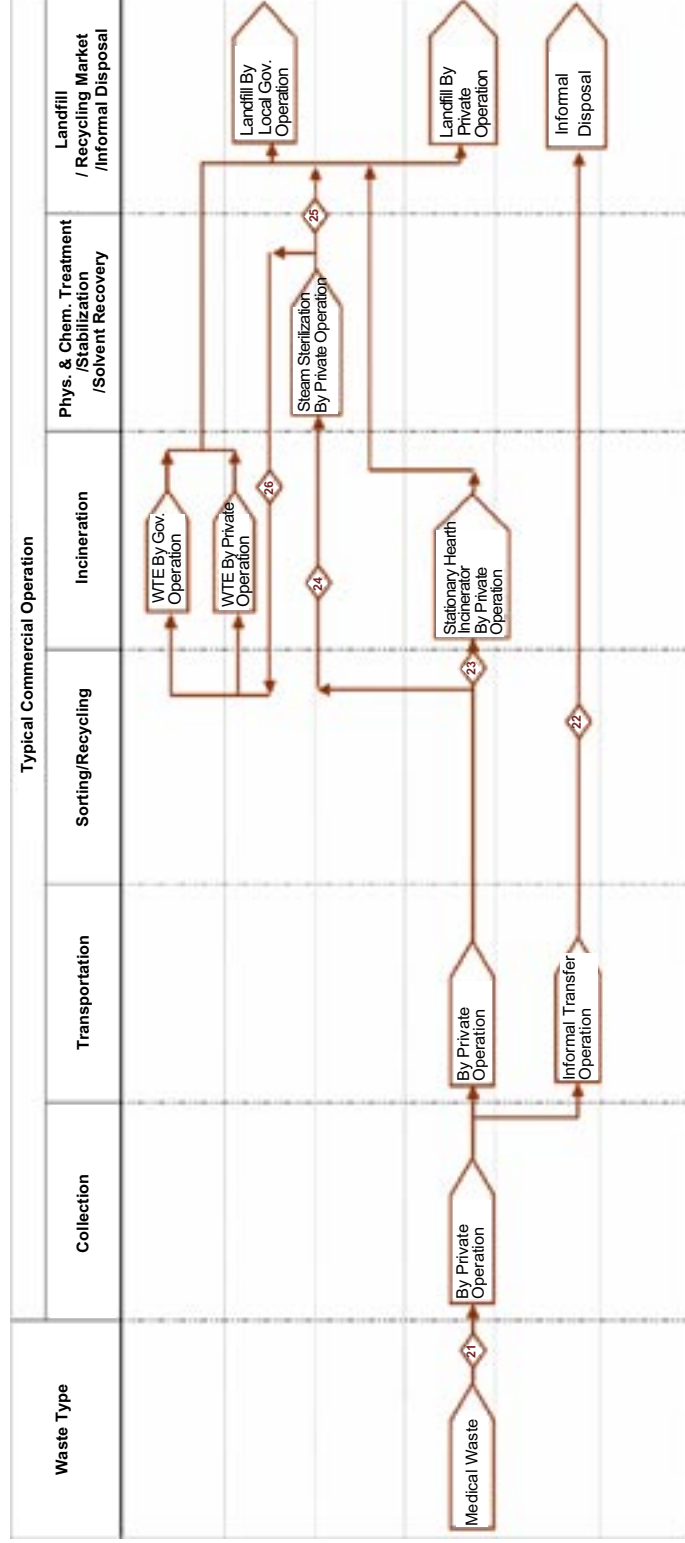 Typical Commercial Operation
Waste Type
Collection
Transportation
Sorting/Recycling
Incineration
Phys. & Chem. Treatment
/Stabilization
/Solvent Recovery
Landfill
/ Recycling Market
/Informal Disposal
WTE By Gov.
Operation
WTE By Private
Operation
Landfill By
Local Gov.
Operation
26
Steam Sterilization
By Private Operation
25
24
Medical Waste
21
By Private
Operation
By Private
Operation
23
Stationary Hearth
Incinerator
By Private
Operation
Landfill By
Private
Operation
Informal Transfer
Operation
22
Informal
Disposal